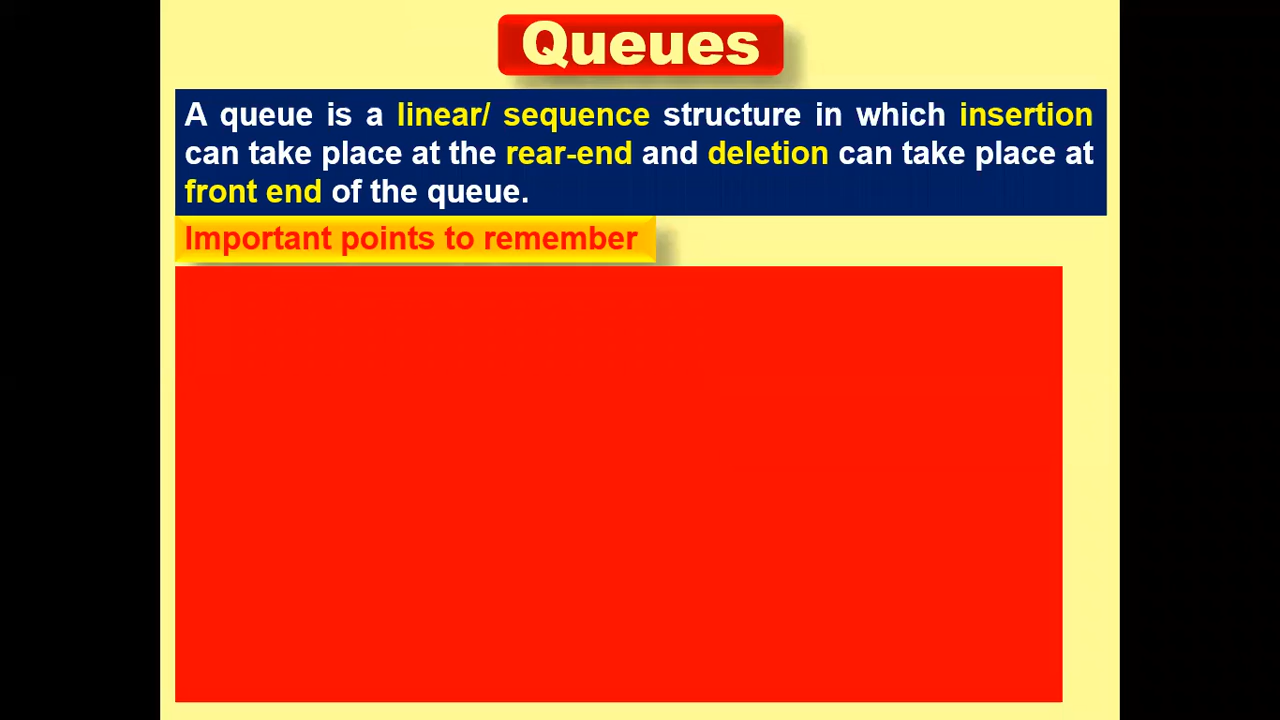 Queues
A queue is a linear/ sequence structure in which insertion
can take place at the rear-end and deletion can take place at
front end of the queue.
Important points to remember